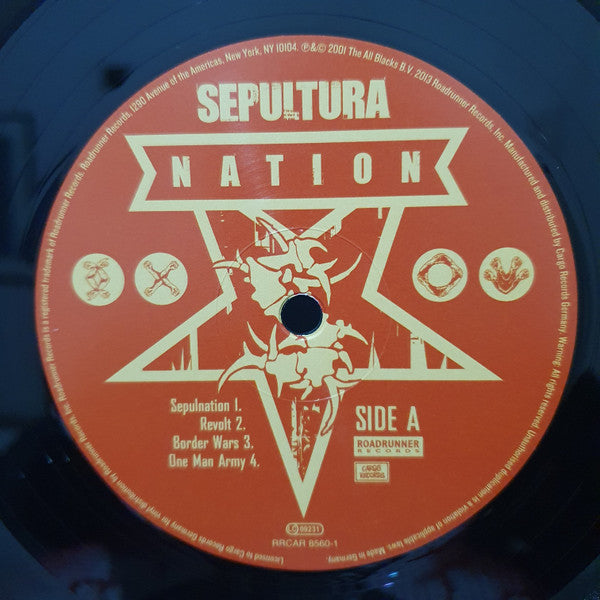 Roadrunner Records is a registered trademark of Roadrunner Records. Roadrunner Records, 1290 Avenue of the Americas, New York, NY 10104. ℗&© 2001 The All Blacks B.V. 2013 Roadrunner Records, Inc. Manufactured and distributed by Cargo Records Germany. Warning: All rights reserved. Unauthorised duplication is a violation of applicable laws. Made in Germany.
Licensed to Cargo Records Germany for vinyl distribution by Roadrunner Records, Inc.
SEPULTURA
NATION
Sepulnation 1.
Revolt 2.
Border Wars 3.
One Man Army 4.
SIDE A
ROADRUNNER
RECORDS
CARGO
RECORDS
LC 09231
RRCAR 8560-1